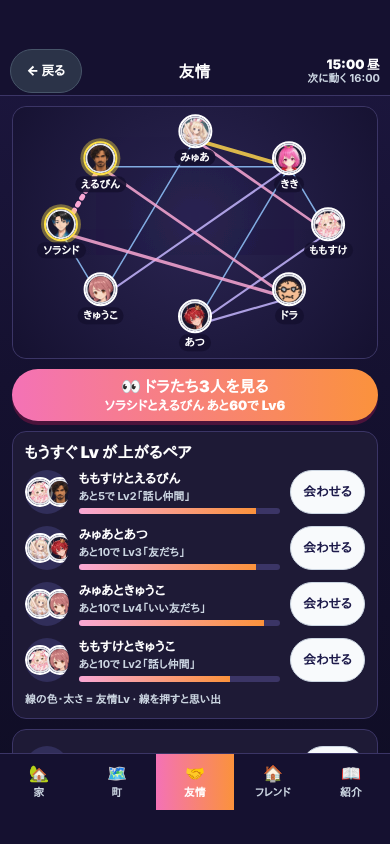 ← 戻る
友情
15:00 昼
次に動く 16:00
みゅあ
えるびん
きき
ソラシド
ももすけ
きゅうこ
ドラ
あつ
👀 ドラたち3人を見る
ソラシドとえるびん あと60で Lv6
もうすぐ Lv が上がるペア
ももすけとえるびん
あと5で Lv2「話し仲間」
会わせる
みゅあとあつ
あと10で Lv3「友だち」
会わせる
みゅあときゅうこ
あと10で Lv4「いい友だち」
会わせる
ももすけときゅうこ
あと10で Lv2「話し仲間」
会わせる
線の色・太さ = 友情Lv · 線を押すと思い出
家
町
友情
フレンド
紹介